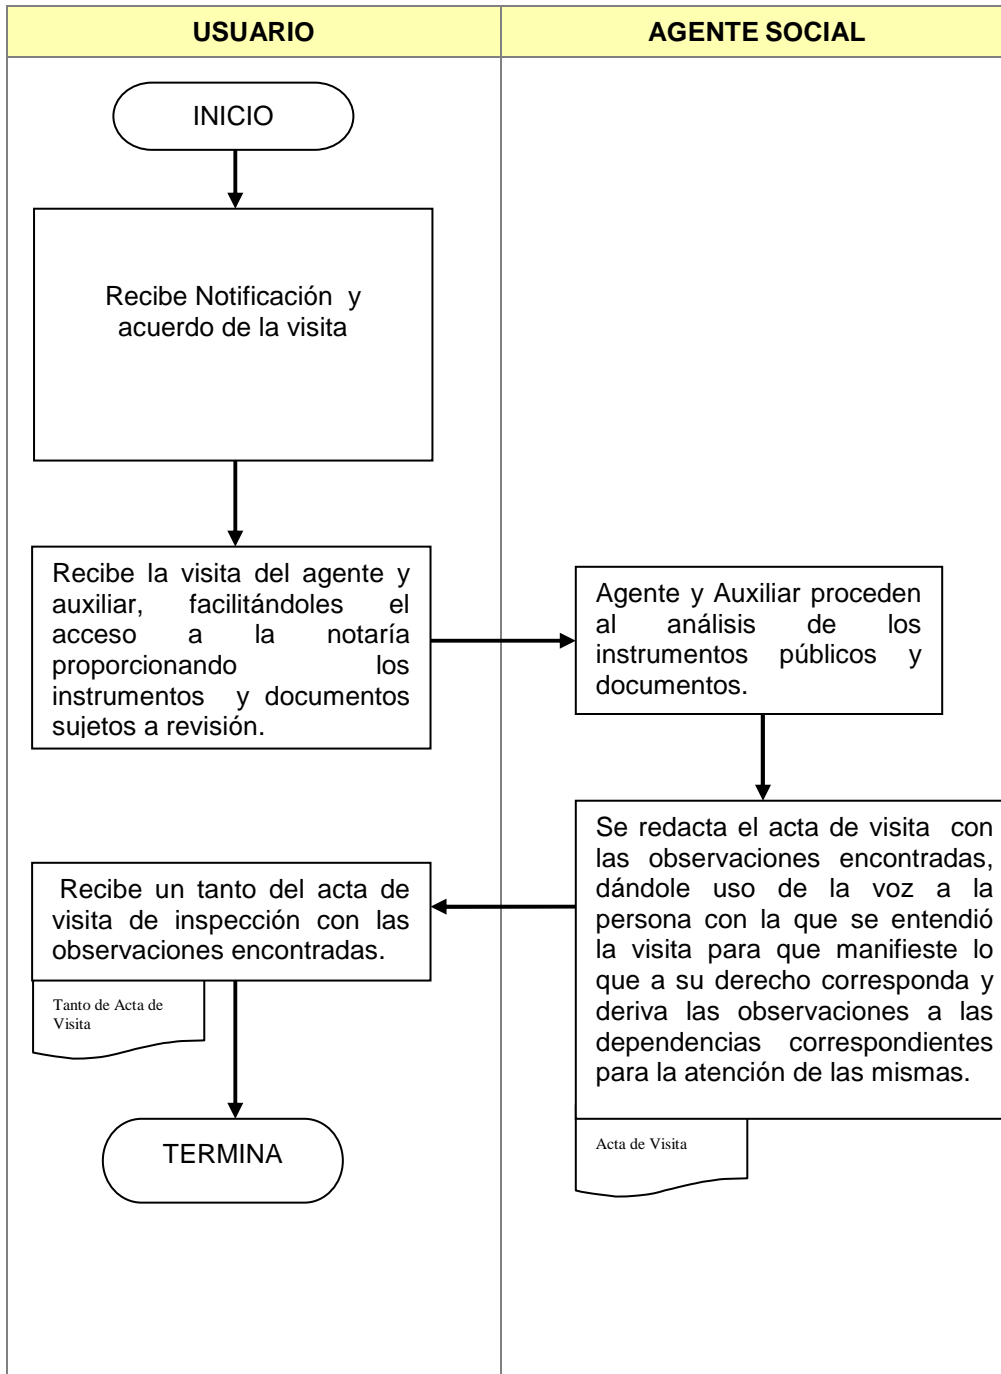 USUARIO
AGENTE SOCIAL
INICIO
Recibe Notificación y
acuerdo de la visita
Recibe la visita del agente y
auxiliar, facilitándoles el
acceso a la notaría
proporcionando los
instrumentos y documentos
sujetos a revisión.
Agente y Auxiliar proceden
al análisis de los
instrumentos públicos y
documentos.
Se redacta el acta de visita con
las observaciones encontradas,
dándole uso de la voz a la
persona con la que se entendió
la visita para que manifieste lo
que a su derecho corresponda y
deriva las observaciones a las
dependencias correspondientes
para la atención de las mismas.
Acta de Visita
Recibe un tanto del acta de
visita de inspección con las
observaciones encontradas.
Tanto de Acta de
Visita
TERMINA